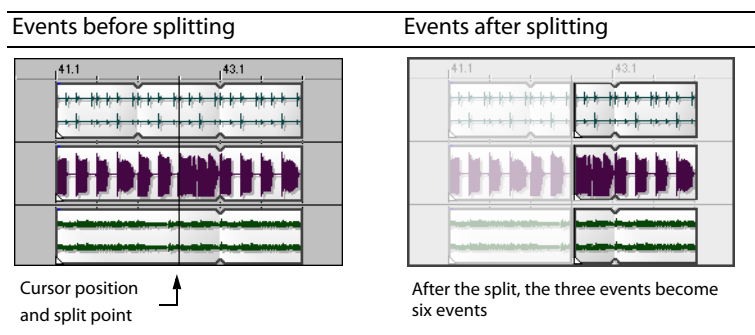 Events before splitting
Events after splitting
41.1
43.1
41.1
43.1
Cursor position
and split point
After the split, the three events become
six events